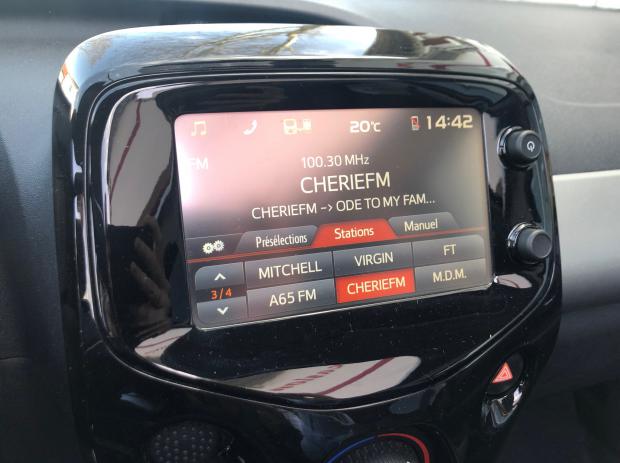 20°C 14:42
FM
100.30 MHz
CHERIEFM
CHERIEFM -> ODE TO MY FAM...
Présélections Stations Manuel
MITCHELL VIRGIN FT
3/4
A65 FM CHERIEFM M.D.M.